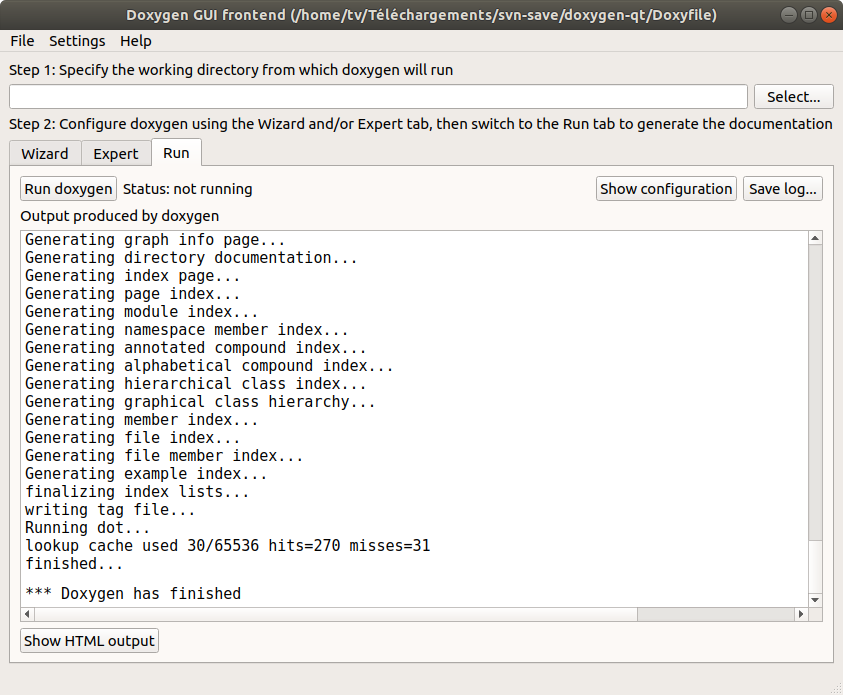 Doxygen GUI frontend (/home/tv/Téléchargements/svn-save/doxygen-qt/Doxyfile)
File Settings Help
Step 1: Specify the working directory from which doxygen will run
Select...
Step 2: Configure doxygen using the Wizard and/or Expert tab, then switch to the Run tab to generate the documentation
Wizard Expert Run
Run doxygen Status: not running Show configuration Save log...
Output produced by doxygen
Generating graph info page...
Generating directory documentation...
Generating index page...
Generating page index...
Generating module index...
Generating namespace member index...
Generating annotated compound index...
Generating alphabetical compound index...
Generating hierarchical class index...
Generating graphical class hierarchy...
Generating member index...
Generating file index...
Generating file member index...
Generating example index...
finalizing index lists...
writing tag file...
Running dot...
lookup cache used 30/65536 hits=270 misses=31
finished...
*** Doxygen has finished
Show HTML output